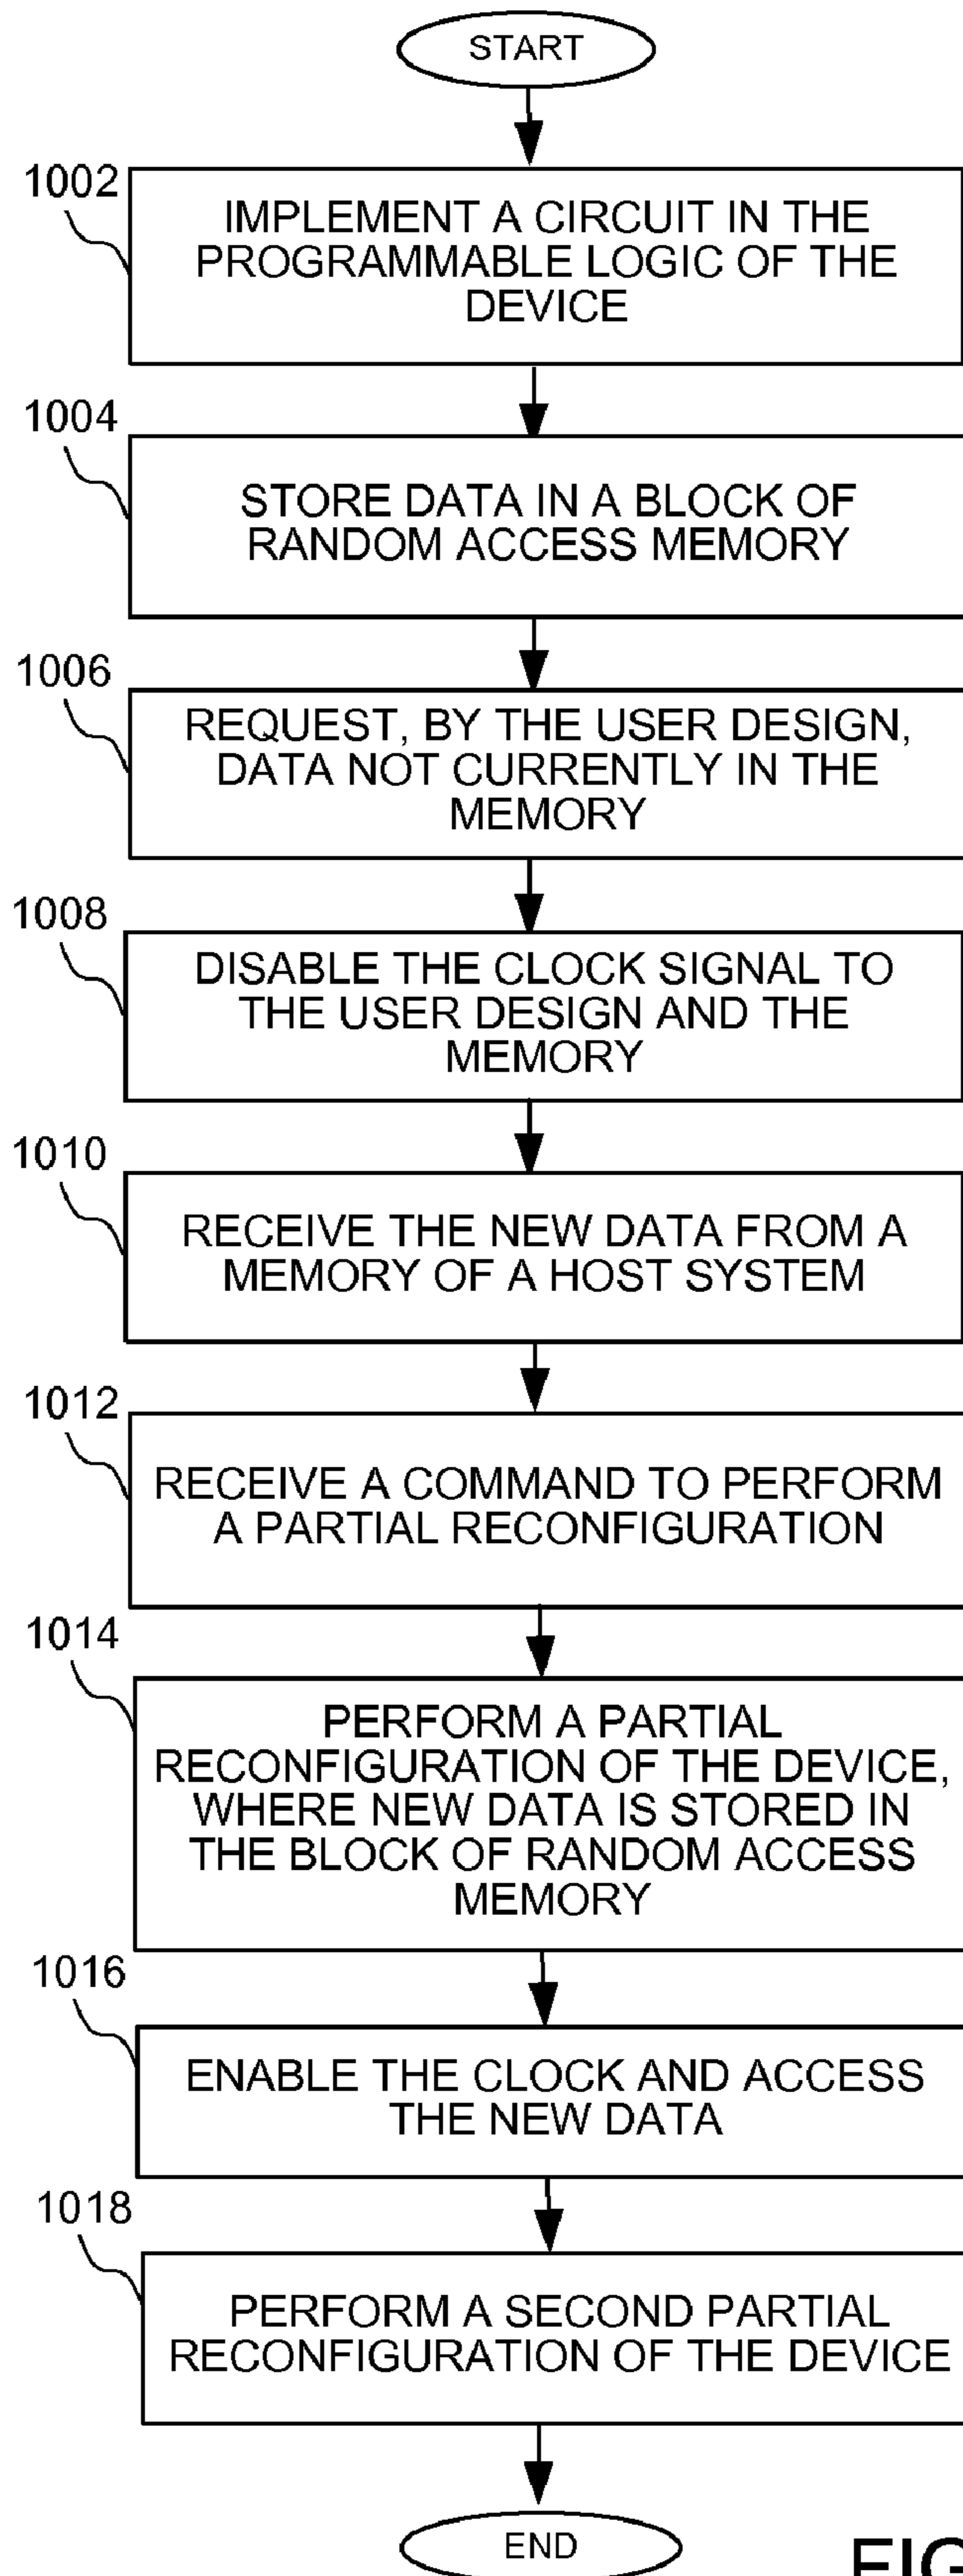 START
1002
IMPLEMENT A CIRCUIT IN THE
PROGRAMMABLE LOGIC OF THE
DEVICE
1004
STORE DATA IN A BLOCK OF
RANDOM ACCESS MEMORY
1006
REQUEST, BY THE USER DESIGN,
DATA NOT CURRENTLY IN THE
MEMORY
1008
DISABLE THE CLOCK SIGNAL TO
THE USER DESIGN AND THE
MEMORY
1010
RECEIVE THE NEW DATA FROM A
MEMORY OF A HOST SYSTEM
1012
RECEIVE A COMMAND TO PERFORM
A PARTIAL RECONFIGURATION
1014
PERFORM A PARTIAL
RECONFIGURATION OF THE DEVICE,
WHERE NEW DATA IS STORED IN
THE BLOCK OF RANDOM ACCESS
MEMORY
1016
ENABLE THE CLOCK AND ACCESS
THE NEW DATA
1018
PERFORM A SECOND PARTIAL
RECONFIGURATION OF THE DEVICE
END
FIG